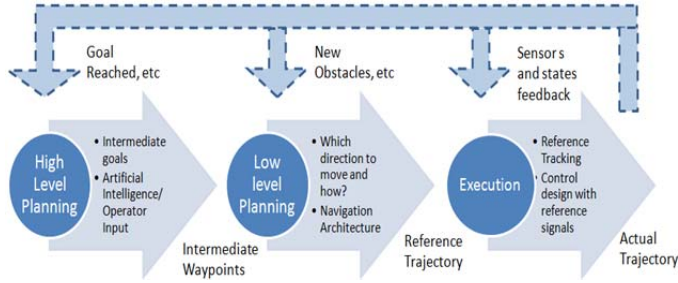 Goal
Reached, etc
New
Obstacles, etc
Sensor s
and states
feedback
High
Level
Planning
• Intermediate
goals
• Artificial
Intelligence/
Operator
Input
Intermediate
Waypoints
Low
level
Planning
• Which
direction to
move and
how?
• Navigation
Architecture
Reference
Trajectory
Execution
• Reference
Tracking
• Control
design with
reference
signals
Actual
Trajectory